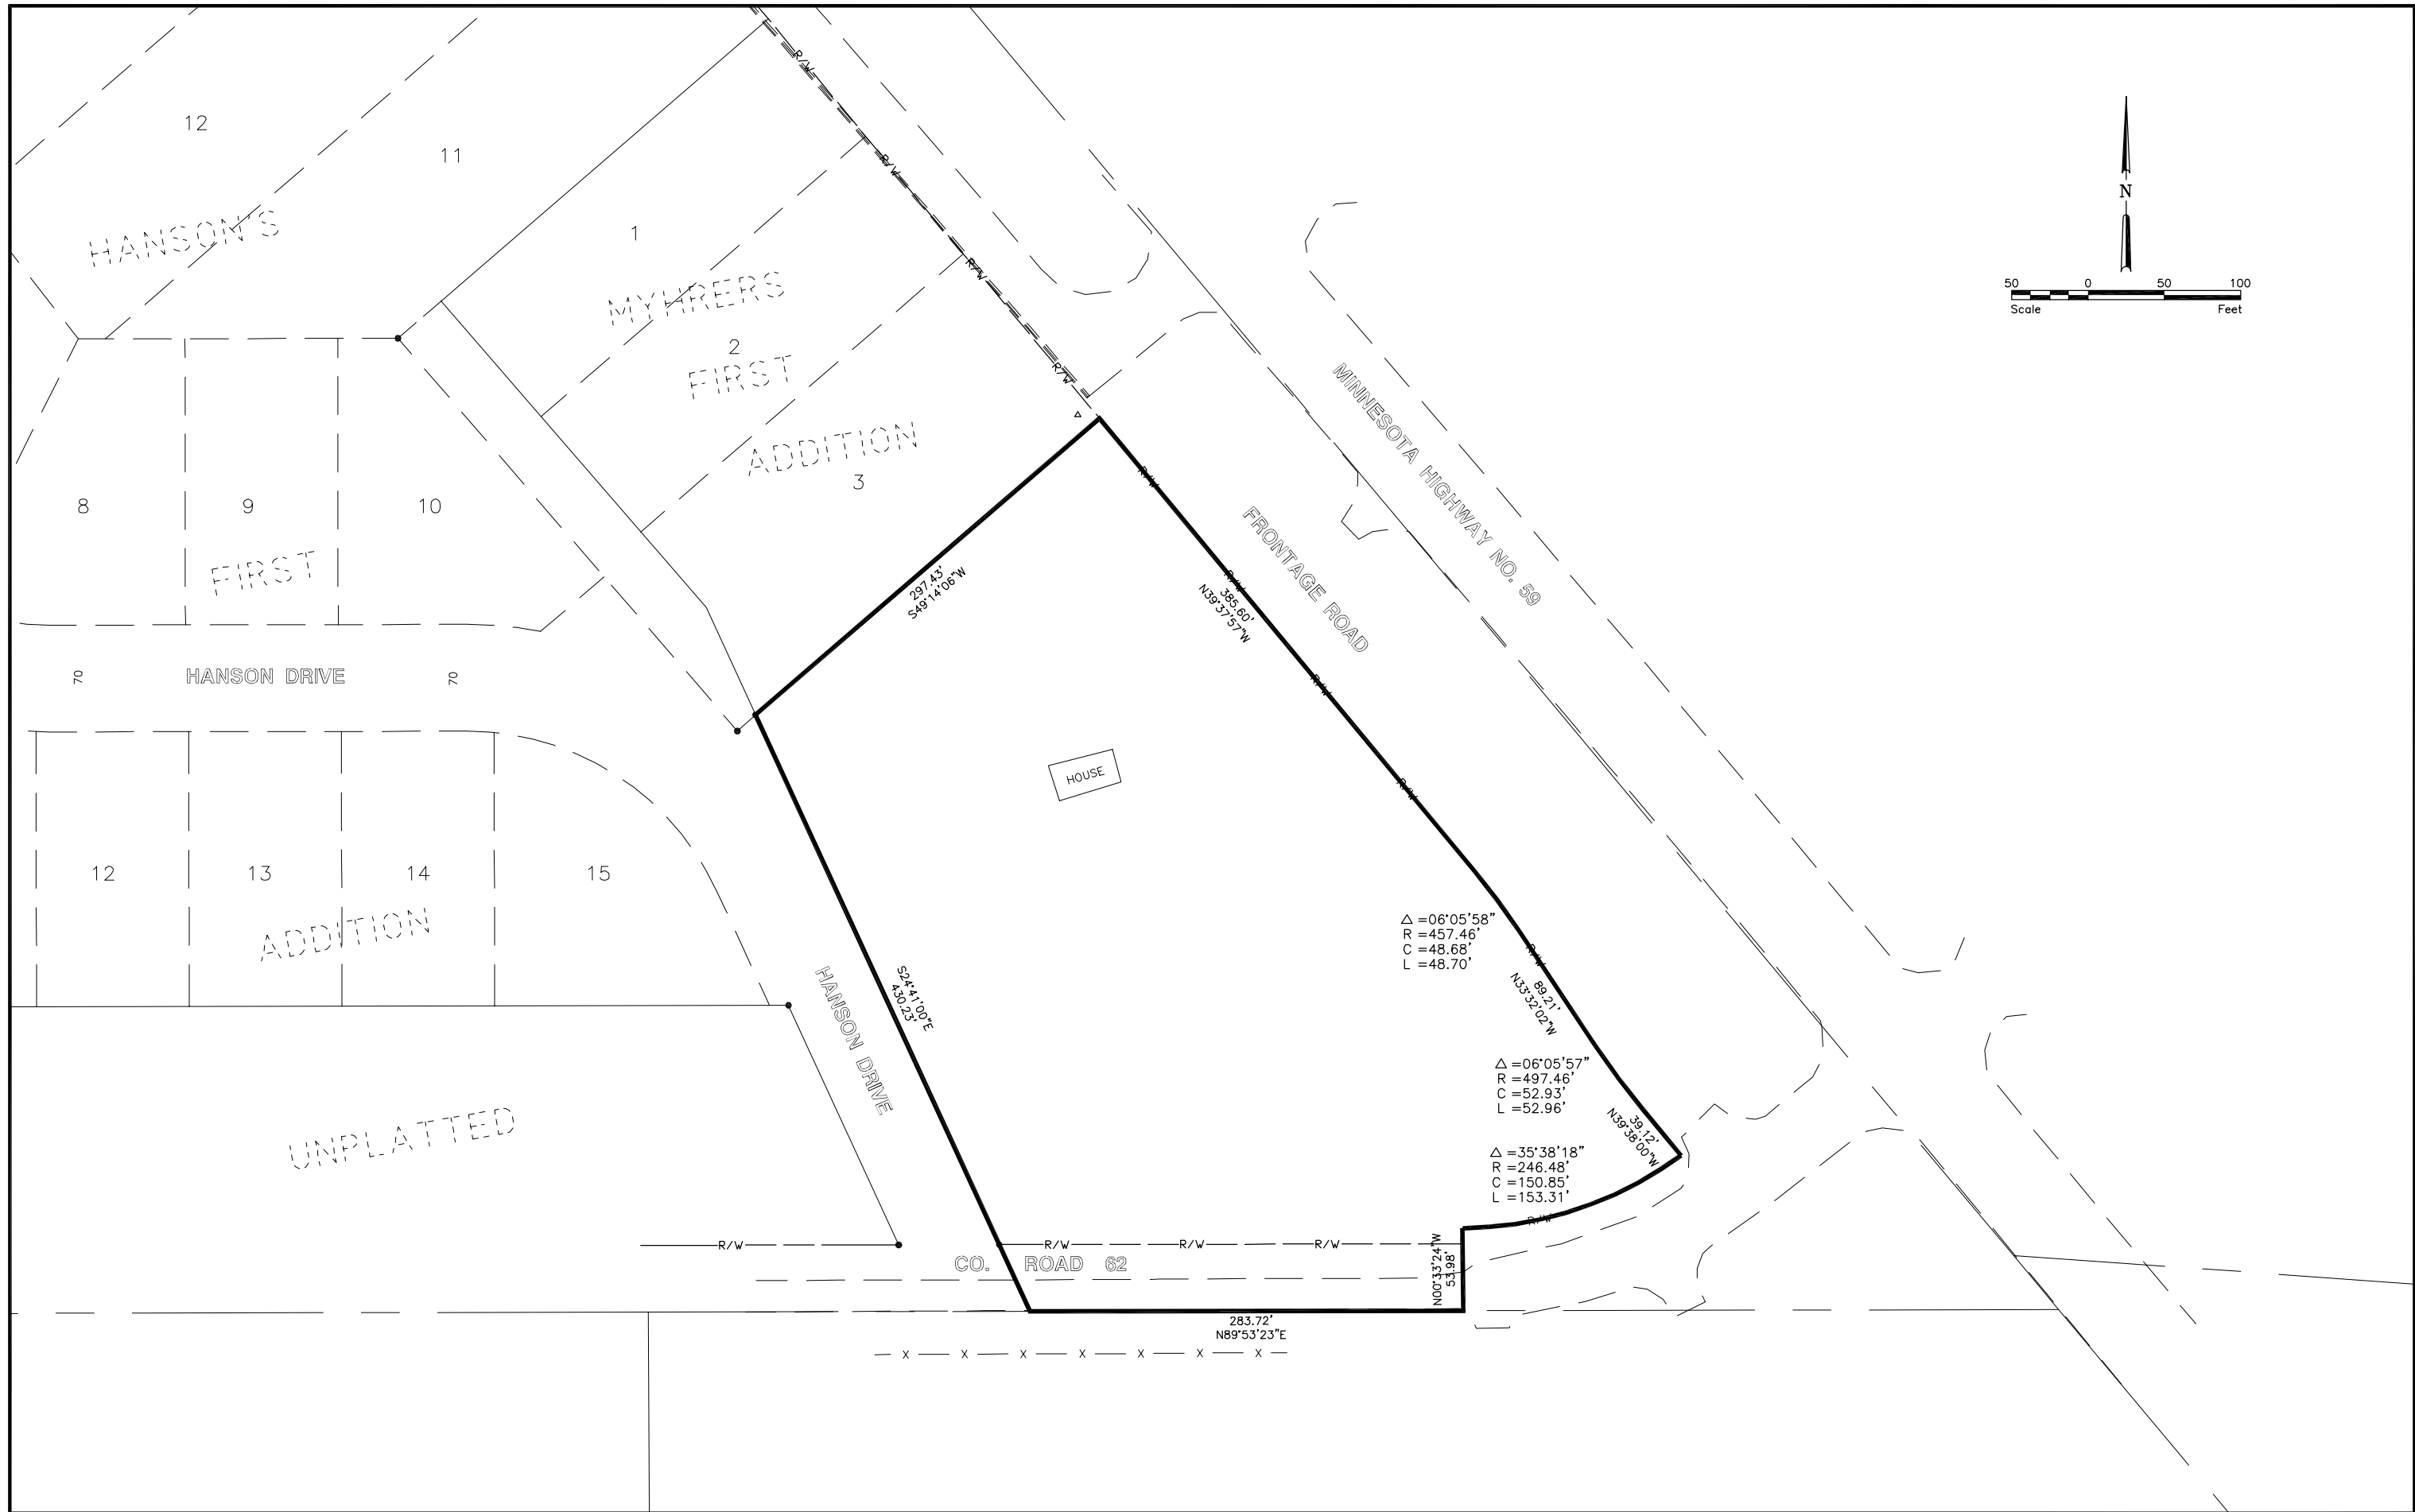 12
11
HANSON'S
1
MYHRERS
2
FIRST
ADDITION
3
8
9
10
FIRST
70
HANSON DRIVE
70
12
13
14
15
ADDITION
UNPLATTED
R/W
R/W
R/W
R/W
N
50 0 50 100
Scale Feet
MINNESOTA HIGHWAY NO. 59
FRONTAGE ROAD
R/W
R/W
R/W
R/W
R/W
297.43'
S49°14'06"W
385.60'
N39°37'57"W
HOUSE
Δ =06°05'58"
R =457.46'
C =48.68'
L =48.70'
89.21'
N33°32'02"W
S24°41'00"E
430.23'
HANSON DRIVE
Δ =06°05'57"
R =497.46'
C =52.93'
L =52.96'
39.12'
N39°38'00"W
Δ =35°38'18"
R =246.48'
C =150.85'
L =153.31'
R/W
R/W
R/W
R/W
R/W
CO. ROAD 62
N00°33'24"W
53.98'
283.72'
N89°53'23"E
X X X X X X X